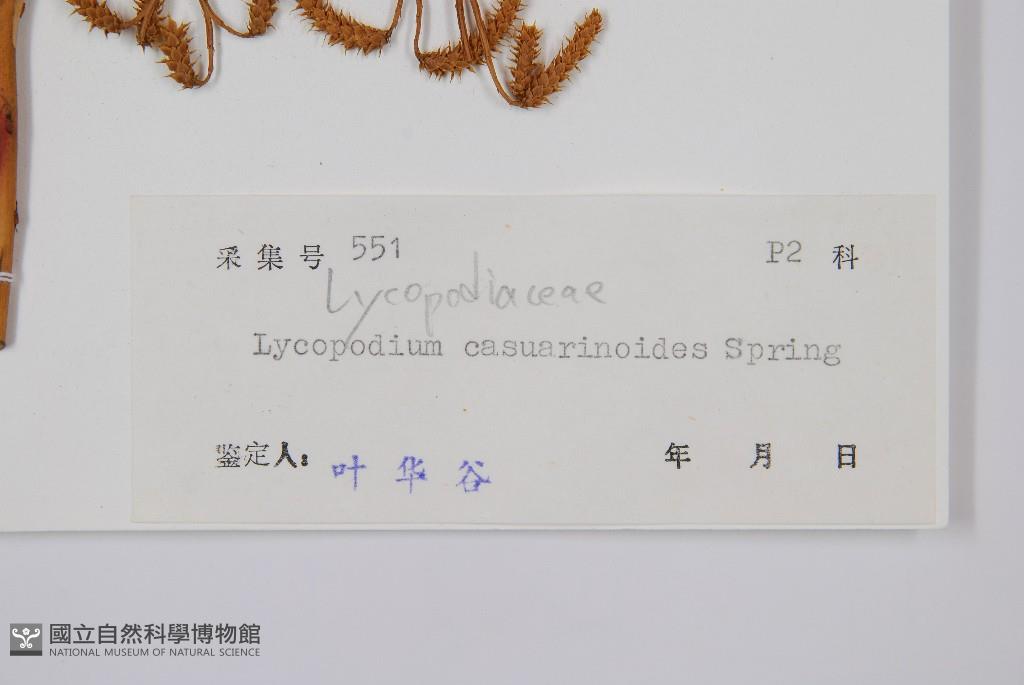 采集号 551 P2 科
Lycopodiaceae
Lycopodium casuarinoides Spring
鉴定人: 叶华谷 年 月 日
國立自然科學博物館
NATIONAL MUSEUM OF NATURAL SCIENCE